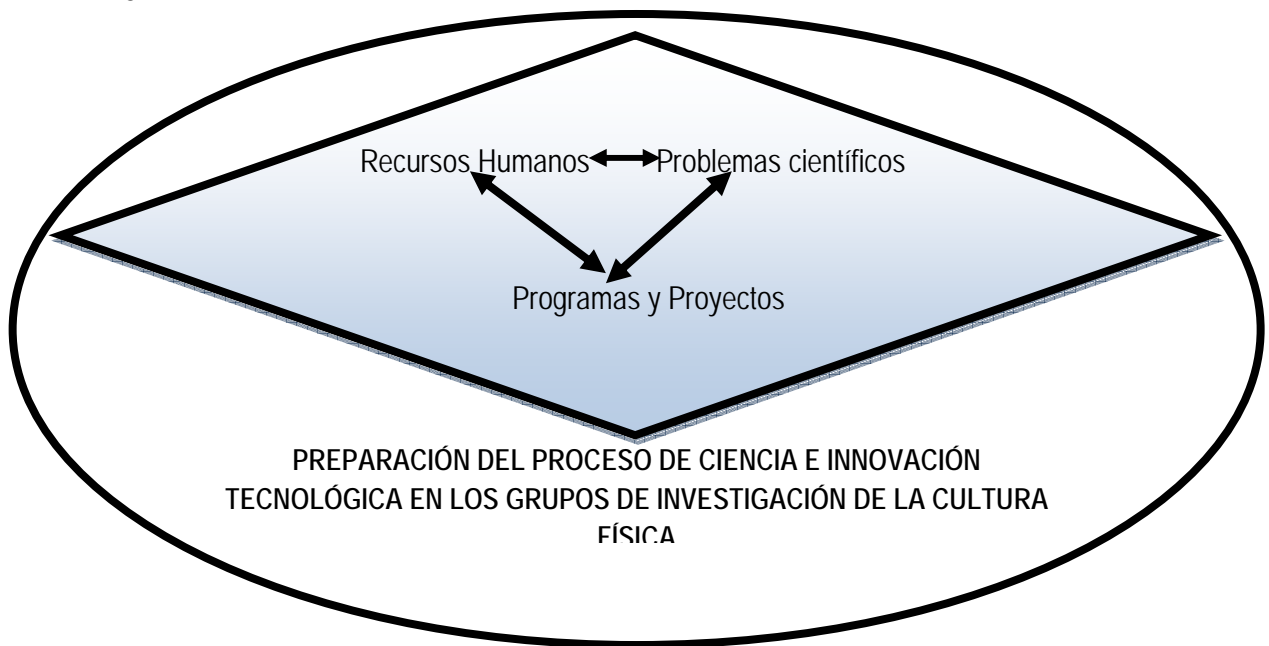 Recursos Humanos Problemas científicos
Programas y Proyectos
PREPARACIÓN DEL PROCESO DE CIENCIA E INNOVACIÓN
TECNOLÓGICA EN LOS GRUPOS DE INVESTIGACIÓN DE LA CULTURA
FÍSICA